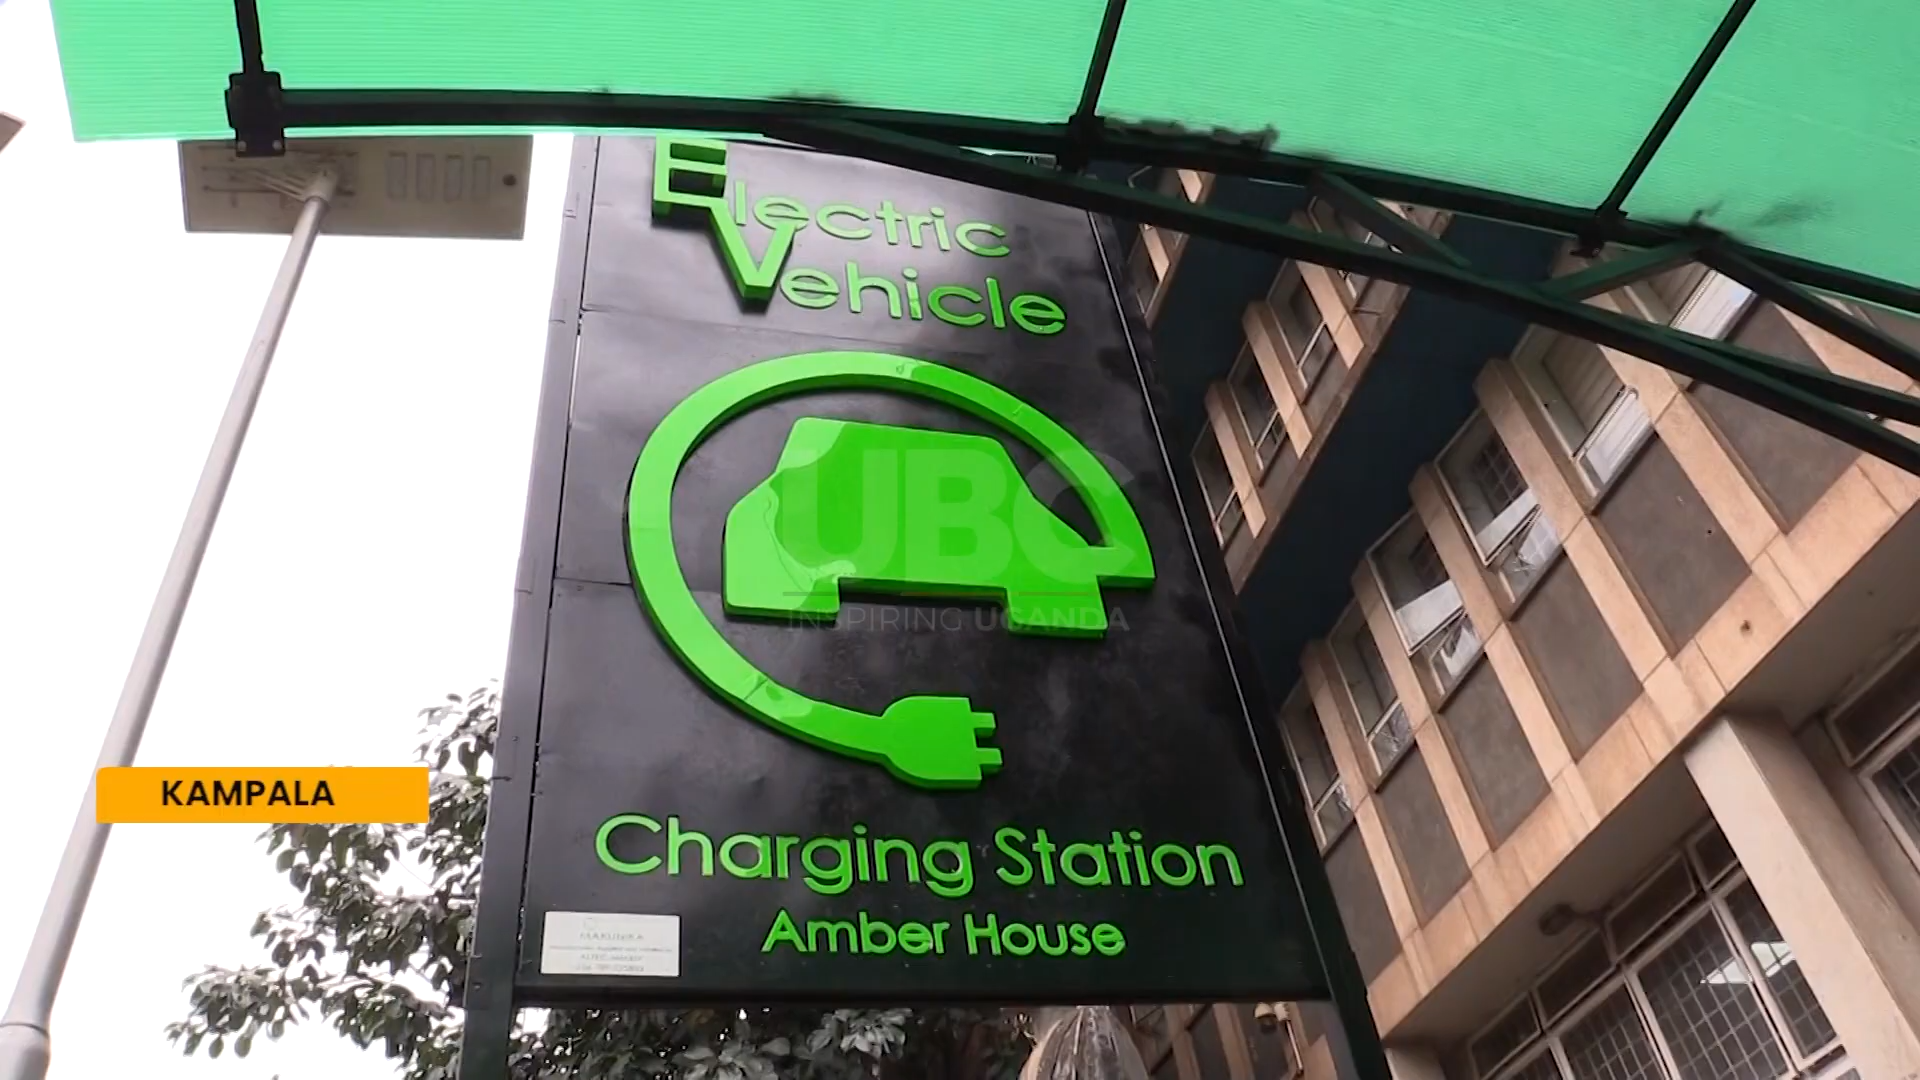 Electric
Vehicle
UBC
INSPIRING UGANDA
KAMPALA
Charging Station
Amber House